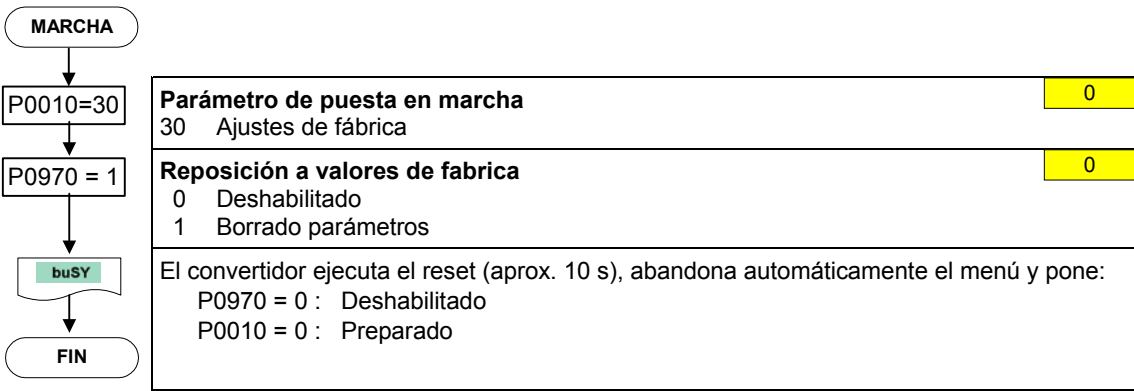 MARCHA
P0010=30
Parámetro de puesta en marcha 0
30 Ajustes de fábrica
P0970 = 1
Reposición a valores de fabrica 0
0 Deshabilitado
1 Borrado parámetros
buSY
El convertidor ejecuta el reset (aprox. 10 s), abandona automáticamente el menú y pone:
P0970 = 0 : Deshabilitado
P0010 = 0 : Preparado
FIN